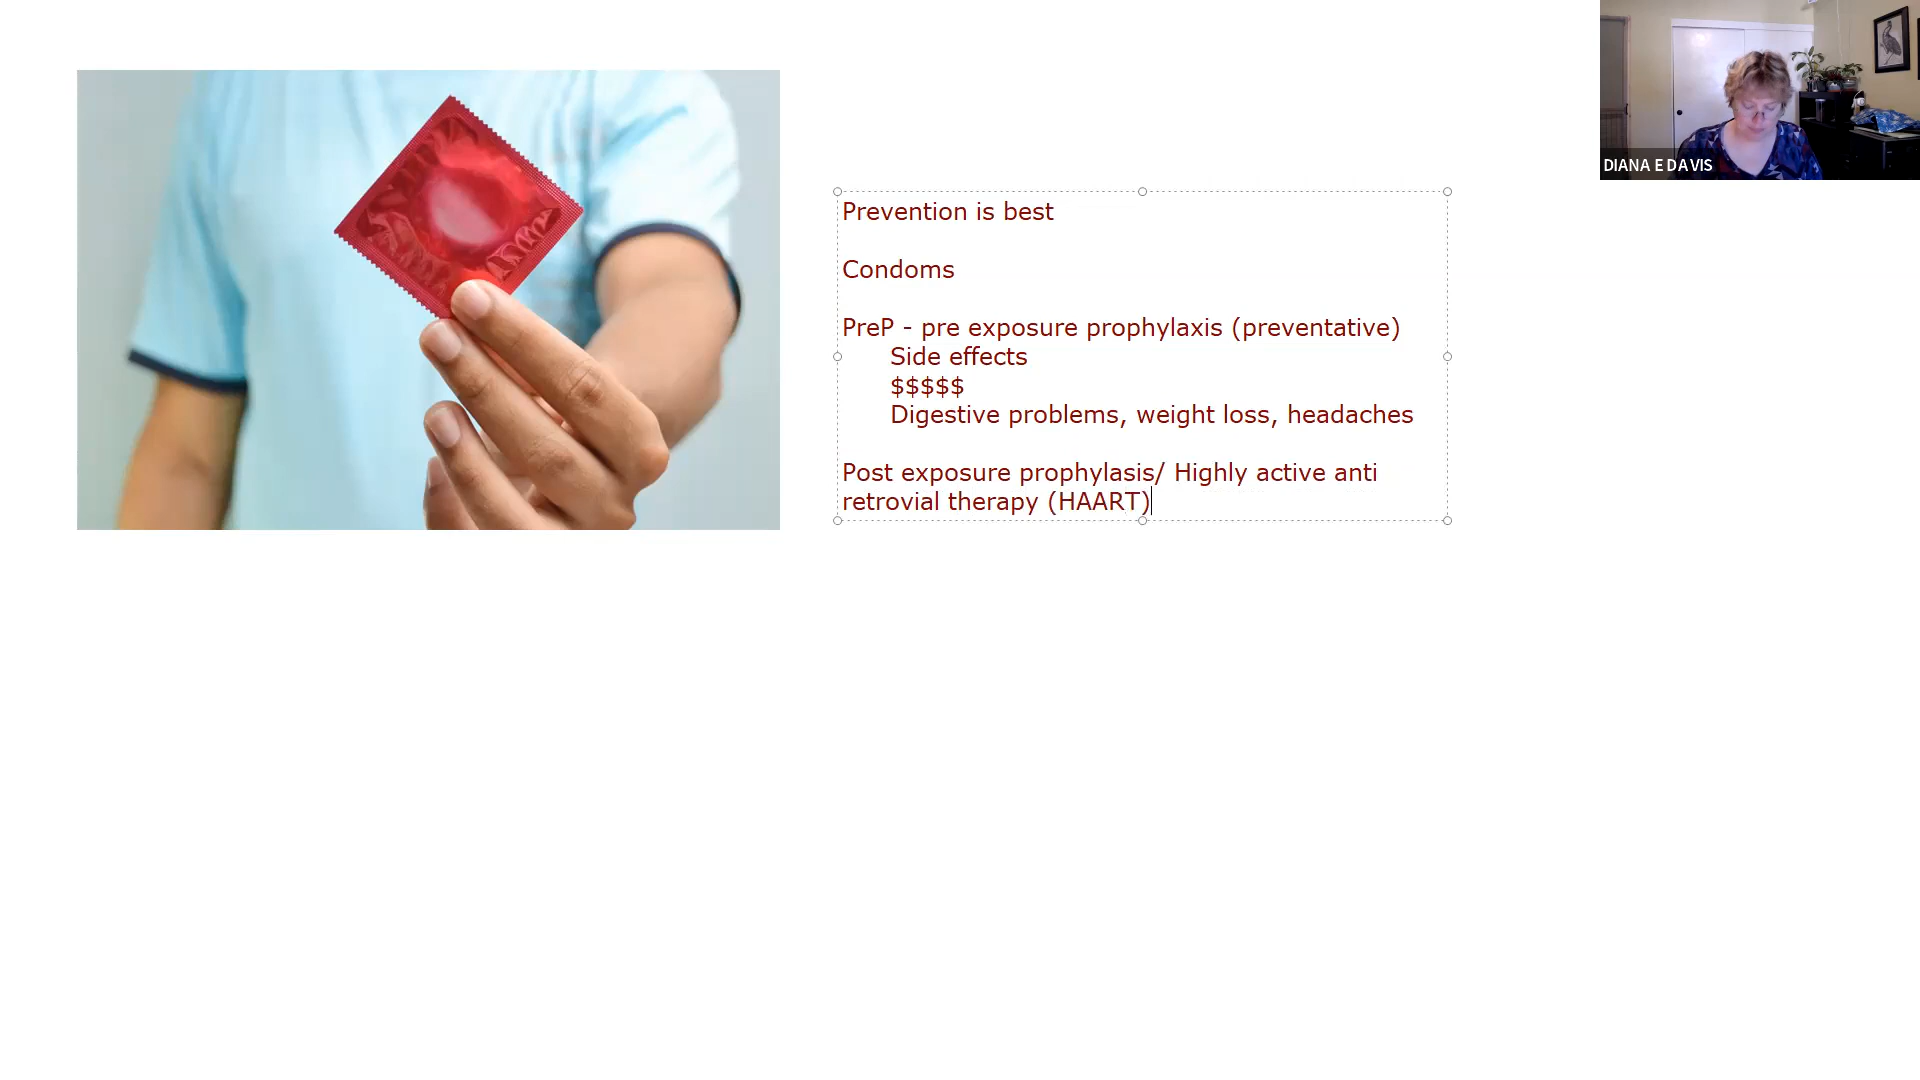 DIANA E DAVIS
Prevention is best
Condoms
PreP - pre exposure prophylaxis (preventative)
Side effects
$$$$$
Digestive problems, weight loss, headaches
Post exposure prophylasis/ Highly active anti
retrovial therapy (HAART)